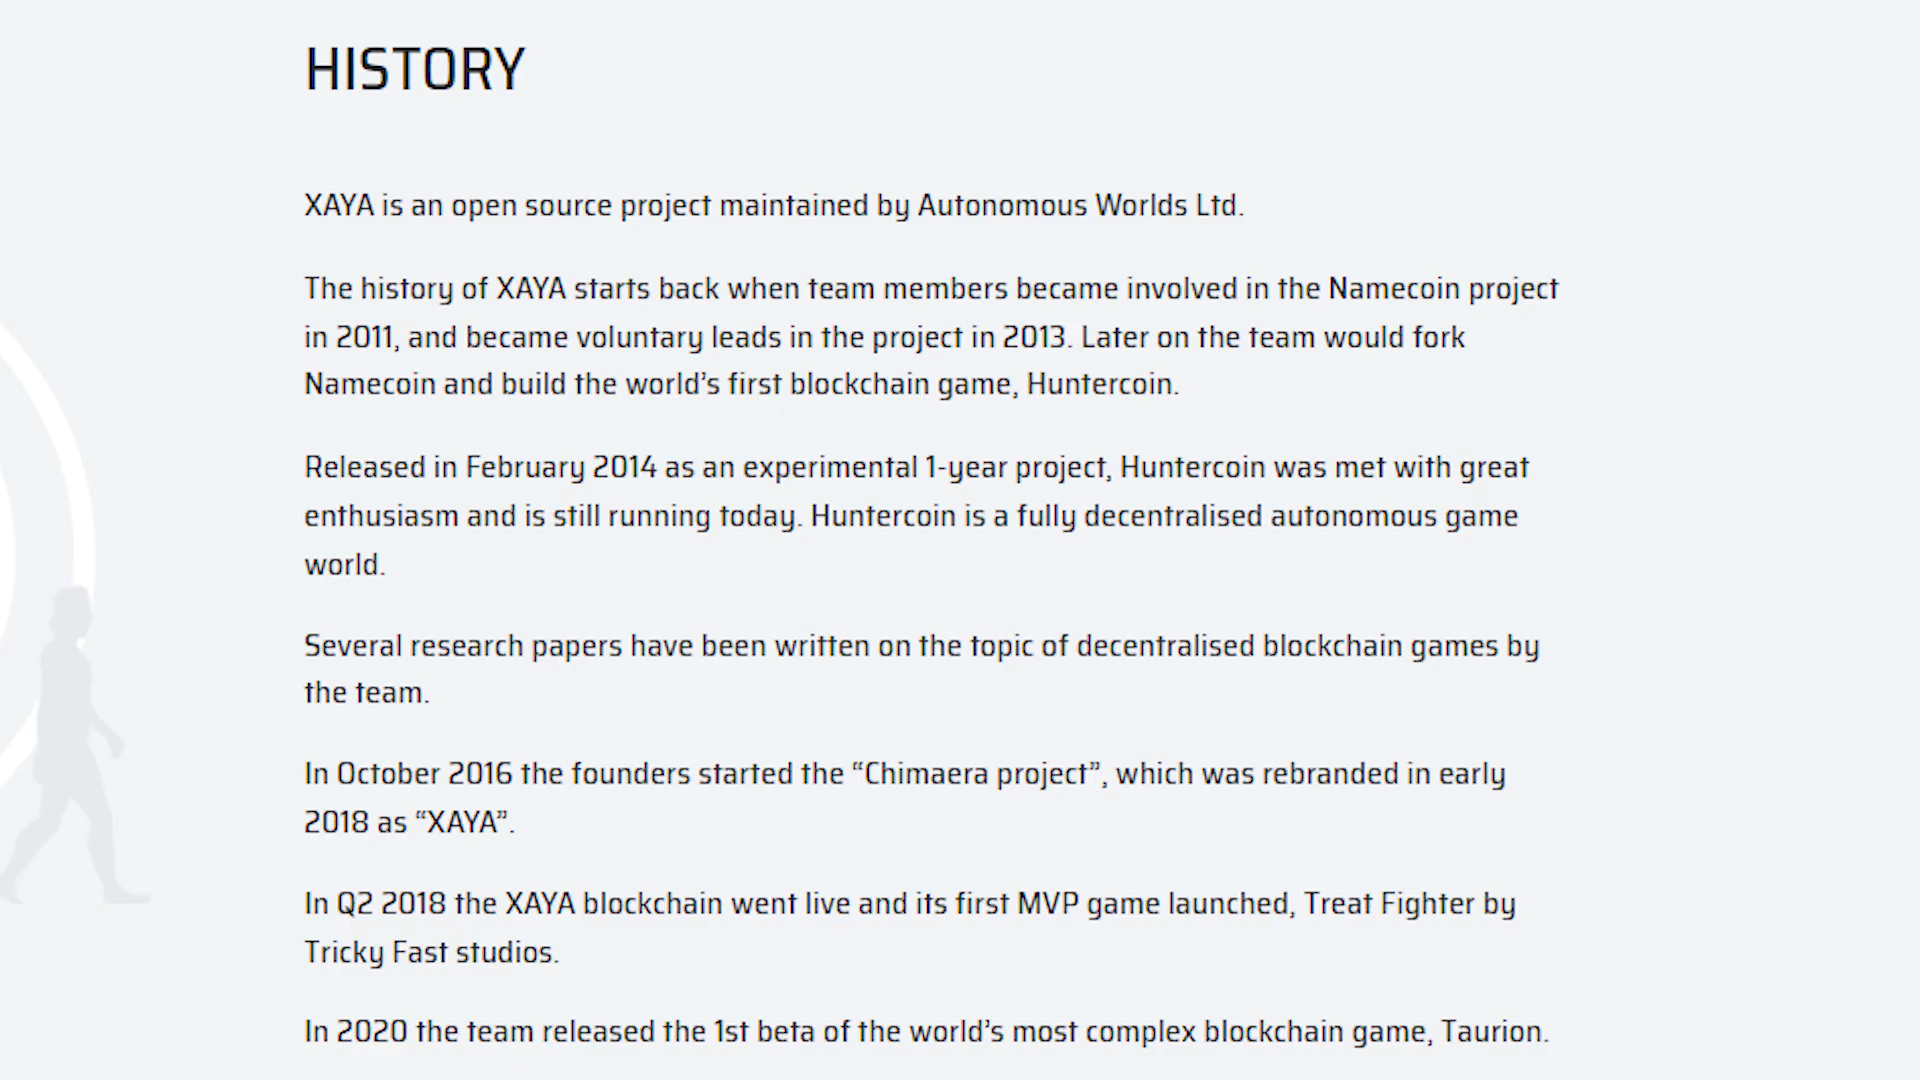 HISTORY
XAYA is an open source project maintained by Autonomous Worlds Ltd.
The history of XAYA starts back when team members became involved in the Namecoin project
in 2011, and became voluntary leads in the project in 2013. Later on the team would fork
Namecoin and build the world’s first blockchain game, Huntercoin.
Released in February 2014 as an experimental 1-year project, Huntercoin was met with great
enthusiasm and is still running today. Huntercoin is a fully decentralised autonomous game
world.
Several research papers have been written on the topic of decentralised blockchain games by
the team.
In October 2016 the founders started the “Chimaera project”, which was rebranded in early
2018 as “XAYA”.
In Q2 2018 the XAYA blockchain went live and its first MVP game launched, Treat Fighter by
Tricky Fast studios.
In 2020 the team released the 1st beta of the world’s most complex blockchain game, Taurion.